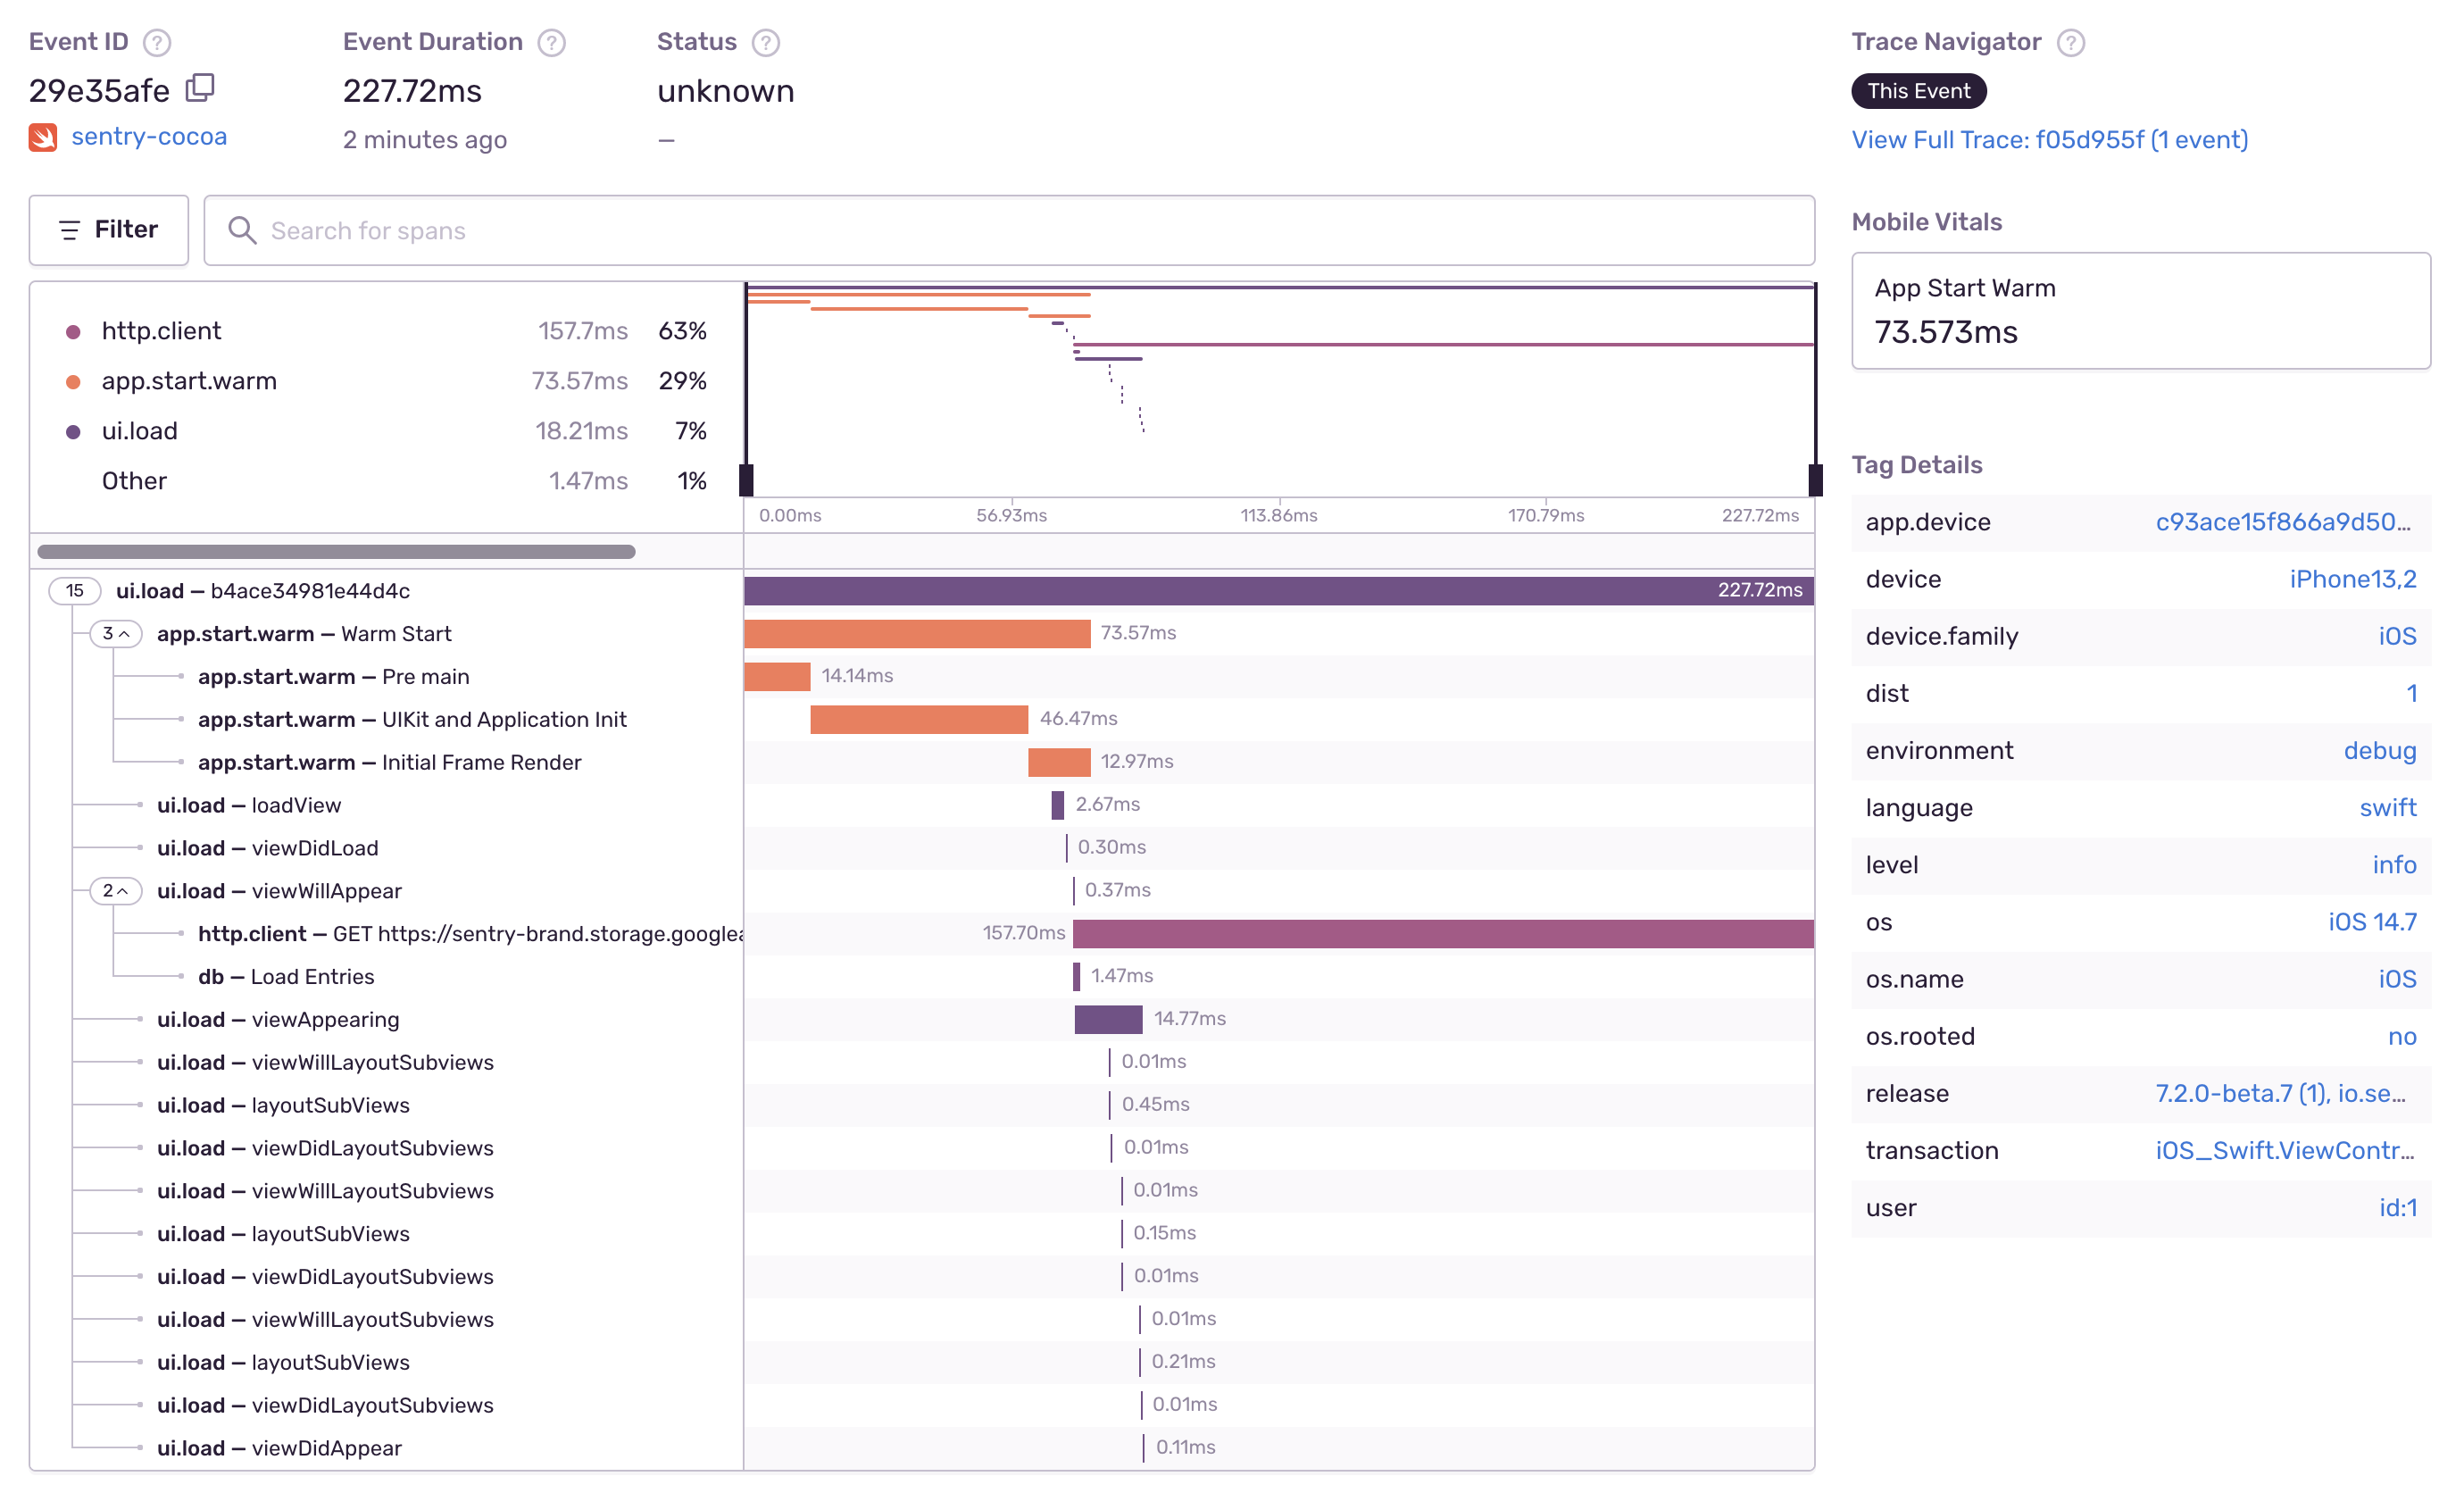 Event ID
29e35afe
sentry-cocoa
Event Duration
227.72ms
2 minutes ago
Status
unknown
—
Trace Navigator
This Event
View Full Trace: f05d955f (1 event)
Filter
Search for spans
http.client 157.7ms 63%
app.start.warm 73.57ms 29%
ui.load 18.21ms 7%
Other 1.47ms 1%
0.00ms 56.93ms 113.86ms 170.79ms 227.72ms
15 ui.load — b4ace34981e44d4c 227.72ms
3 app.start.warm — Warm Start 73.57ms
app.start.warm — Pre main 14.14ms
app.start.warm — UIKit and Application Init 46.47ms
app.start.warm — Initial Frame Render 12.97ms
ui.load — loadView 2.67ms
ui.load — viewDidLoad 0.30ms
2 ui.load — viewWillAppear 0.37ms
http.client — GET https://sentry-brand.storage.googlea 157.70ms
db — Load Entries 1.47ms
ui.load — viewAppearing 14.77ms
ui.load — viewWillLayoutSubviews 0.01ms
ui.load — layoutSubViews 0.45ms
ui.load — viewDidLayoutSubviews 0.01ms
ui.load — viewWillLayoutSubviews 0.01ms
ui.load — layoutSubViews 0.15ms
ui.load — viewDidLayoutSubviews 0.01ms
ui.load — viewWillLayoutSubviews 0.01ms
ui.load — layoutSubViews 0.21ms
ui.load — viewDidLayoutSubviews 0.01ms
ui.load — viewDidAppear 0.11ms
Mobile Vitals
App Start Warm
73.573ms
Tag Details
app.device c93ace15f866a9d50...
device iPhone13,2
device.family iOS
dist 1
environment debug
language swift
level info
os iOS 14.7
os.name iOS
os.rooted no
release 7.2.0-beta.7 (1), io.se...
transaction iOS_Swift.ViewContr...
user id:1